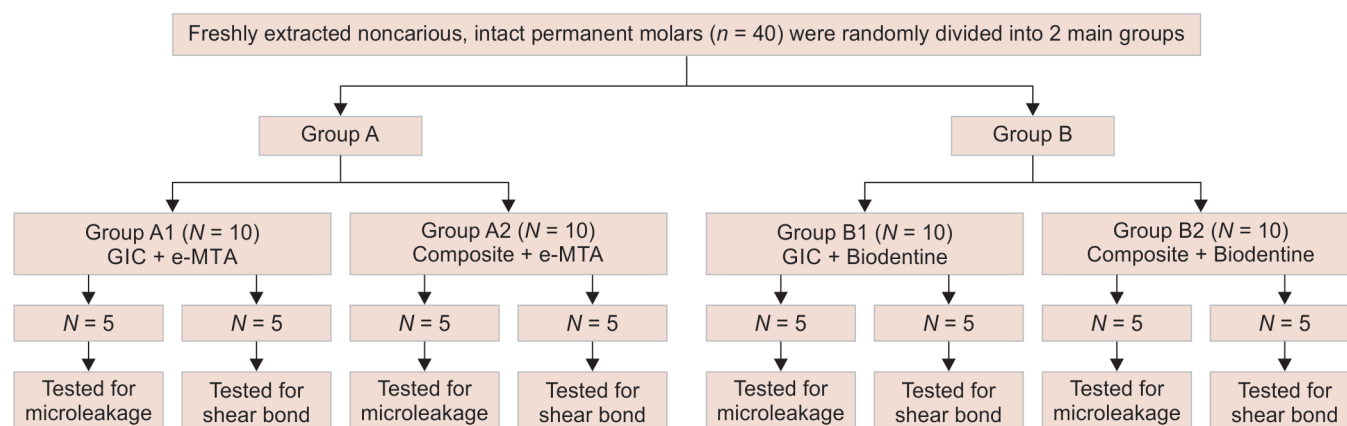 Freshly extracted noncarious, intact permanent molars (n = 40) were randomly divided into 2 main groups
Group A
Group B
Group A1 (N = 10)
GIC + e-MTA
Group A2 (N = 10)
Composite + e-MTA
Group B1 (N = 10)
GIC + Biodentine
Group B2 (N = 10)
Composite + Biodentine
N = 5
N = 5
N = 5
N = 5
N = 5
N = 5
N = 5
N = 5
Tested for
microleakage
Tested for
shear bond
Tested for
microleakage
Tested for
shear bond
Tested for
microleakage
Tested for
shear bond
Tested for
microleakage
Tested for
shear bond